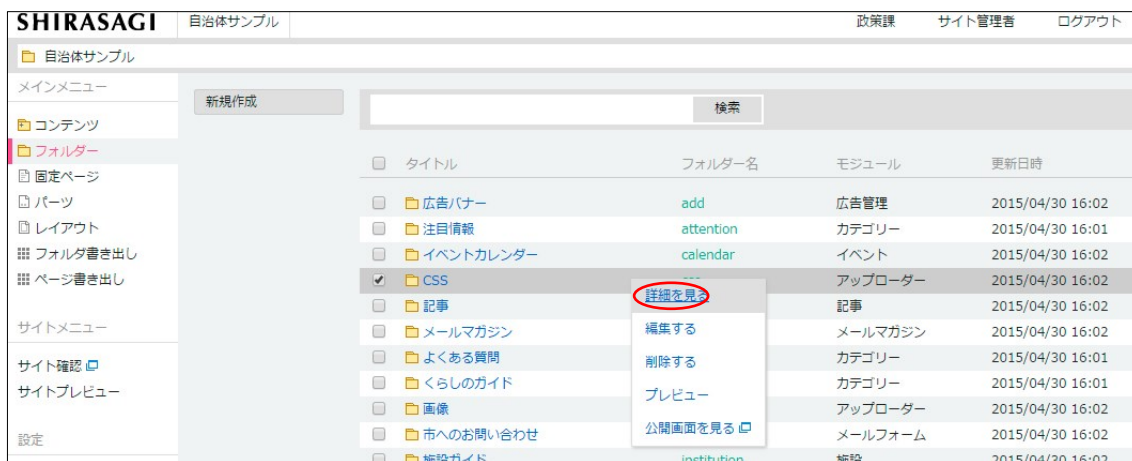 SHIRASAGI 自治体サンプル 政策課 サイト管理者 ログアウト
自治体サンプル
メインメニュー
コンテンツ
フォルダー
固定ページ
パーツ
レイアウト
フォルダ書き出し
ページ書き出し
サイトメニュー
サイト確認
サイトプレビュー
設定
新規作成
検索
タイトル フォルダー名 モジュール 更新日時
広告バナー add 広告管理 2015/04/30 16:02
注目情報 attention カテゴリー 2015/04/30 16:01
イベントカレンダー calendar イベント 2015/04/30 16:02
CSS アップローダー 2015/04/30 16:02
記事 記事 2015/04/30 16:02
メールマガジン メールマガジン 2015/04/30 16:02
よくある質問 カテゴリー 2015/04/30 16:01
くらしのガイド カテゴリー 2015/04/30 16:01
画像 アップローダー 2015/04/30 16:02
市へのお問い合わせ メールフォーム 2015/04/30 16:02
施設ガイド institution 施設 2015/04/30 16:02
詳細を見る
編集する
削除する
プレビュー
公開画面を見る